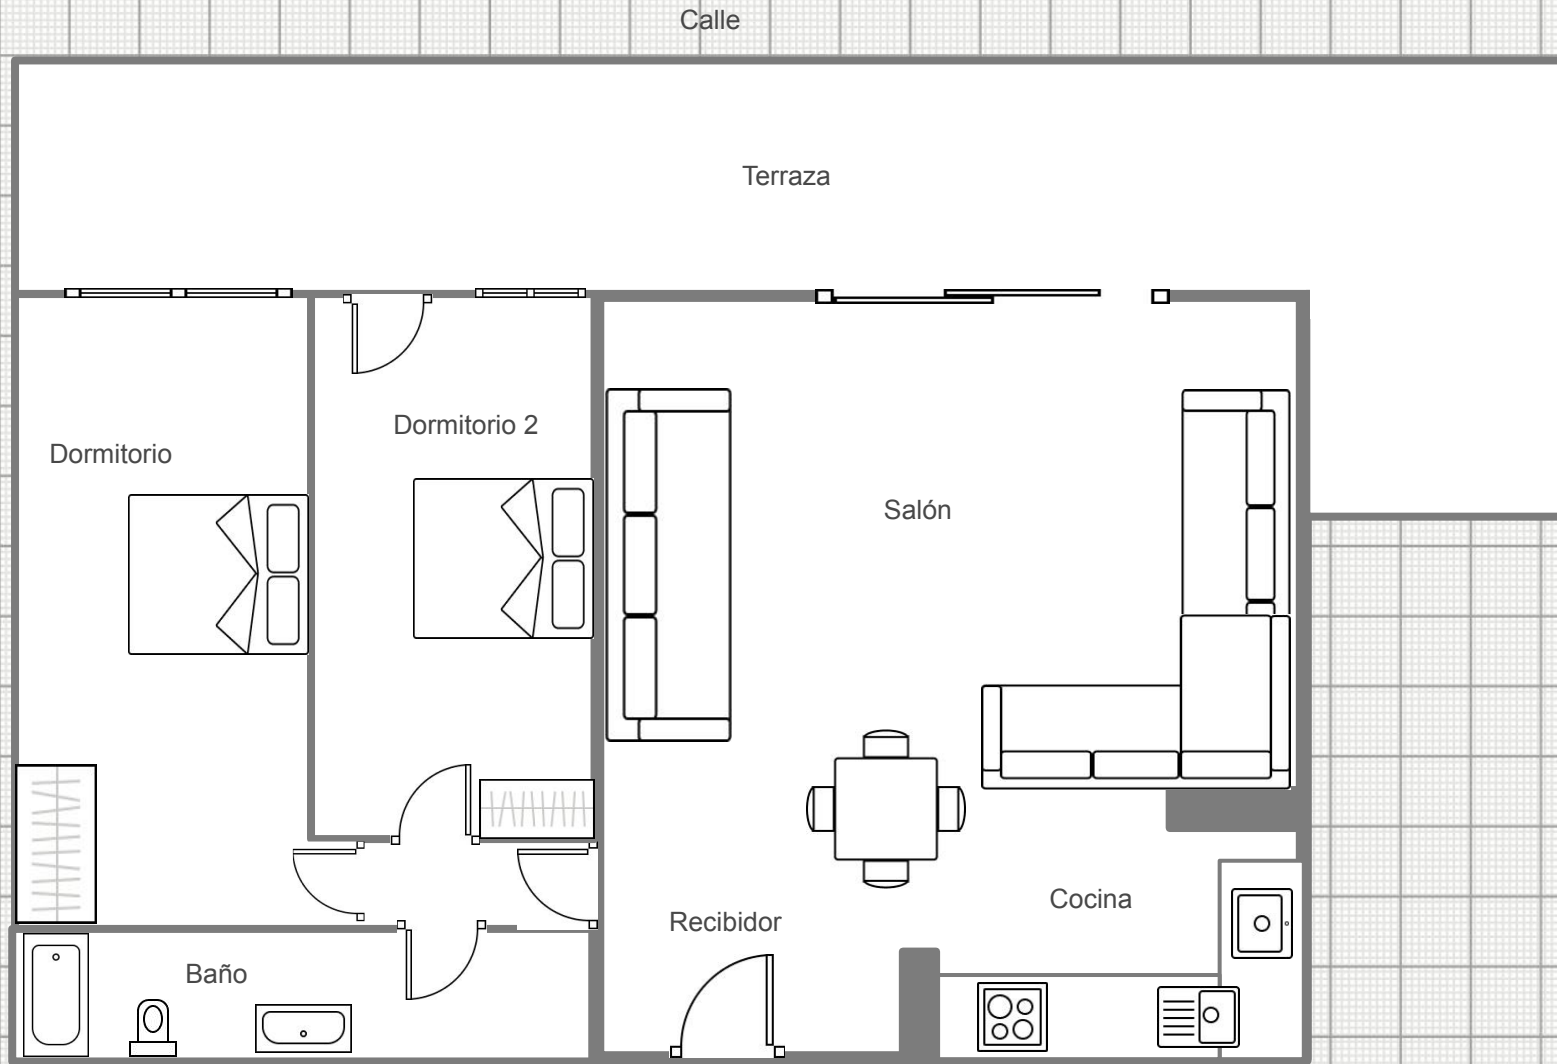 Calle
Terraza
Dormitorio 2
Dormitorio
Salón
Cocina
Recibidor
Baño